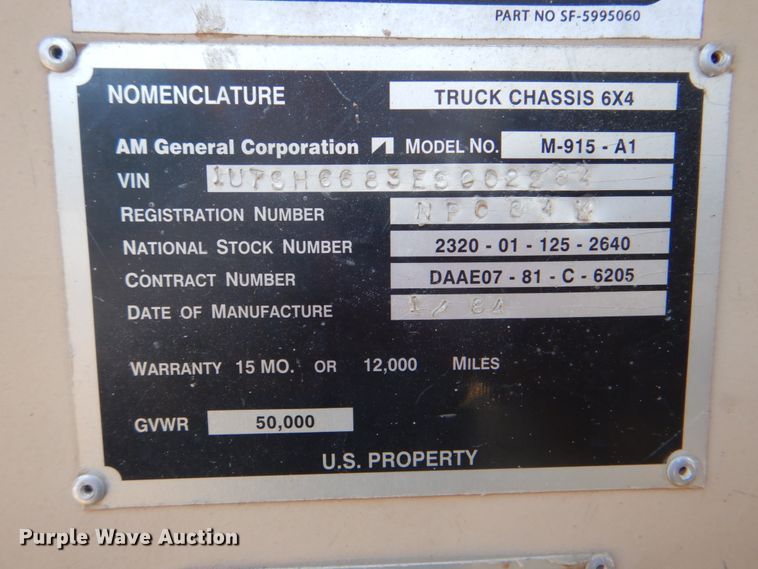 PART NO SF-5995060
NOMENCLATURE TRUCK CHASSIS 6X4
AM General Corporation MODEL NO. M-915 - A1
VIN
REGISTRATION NUMBER
NATIONAL STOCK NUMBER 2320 - 01 - 125 - 2640
CONTRACT NUMBER DAAE07 - 81 - C - 6205
DATE OF MANUFACTURE 1/84
WARRANTY 15 MO. OR 12,000 MILES
GVWR 50,000
U.S. PROPERTY
Purple Wave Auction